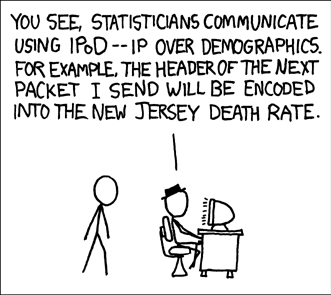 YOU SEE, STATISTICIANS COMMUNICATE
USING IPoD--IP OVER DEMOGRAPHICS.
FOR EXAMPLE, THE HEADER OF THE NEXT
PACKET I SEND WILL BE ENCODED
INTO THE NEW JERSEY DEATH RATE.